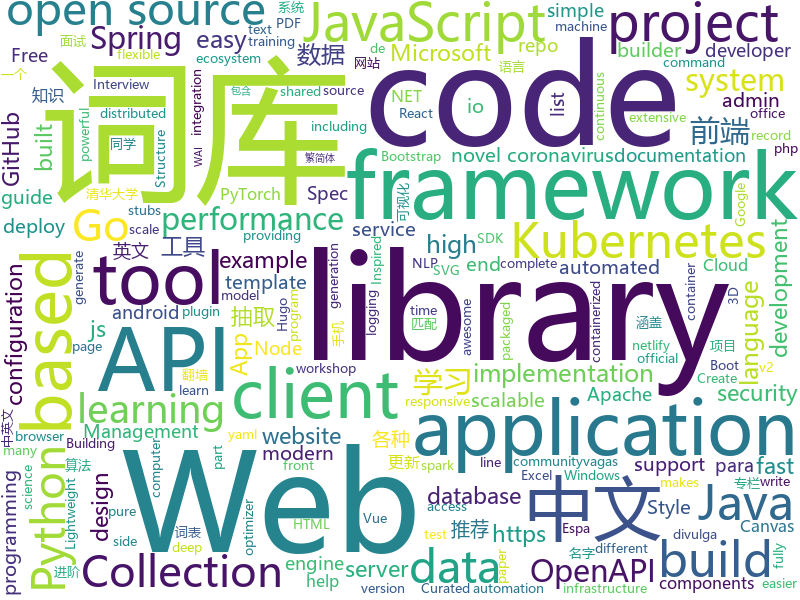 open source
JavaScript
project
simple
系统
Interview
text
training
PDF
de
machine
一个
面试
flexible
Spring
easy
数据
Microsoft
repo
builder
developer
网站
语言
command
Free
ecosystem
知识
词库
code
WAI
integration
shared
source
NET
React
io
list
continuous
system
admin
extensive
office
record
php
GitHub
built
powerful
distributed
同学
Structure
including
Bootstrap
包含
繁简体
前端
novel coronavirus
documentation
guide
清华大学
PyTorch
Spec
framework
deploy
stubs
scale
Go
performance
providing
可视化
service
SDK
Kubernetes
Google
英文
工具
example
high
end
automated
Cloud
development
generate
template
SVG
NLP
Inspired
complete
generation
containerized
3D
language
configuration
js
android
plugin
抽取
App
Node
Hugo
model
program
手机
logging
time
匹配
library
awesome
packaged
container
涵盖
netlify
official
项目
v2
page
翻墙
learn
tool
based
API
workshop
client
学习
implementation
scalable
Apache
Boot
Create
security
responsive
中英文
browser
Building
learning
Management
website
modern
各种
更新
spark
application
support
para
fast
many
算法
computer
part
yaml
front
line
communityvagas
Excel
Windows
专栏
write
programming
science
Lightweight
Python
design
pure
side
词表
deep
进阶
Web
optimizer
HTML
Vue
database
access
推荐
test
https
Style
Java
Canvas
makes
Espa
divulga
Collection
engine
help
version
server
data
paper
Curated
automation
中文
OpenAPI
名字
different
infrastructure
build
components
fully
easier